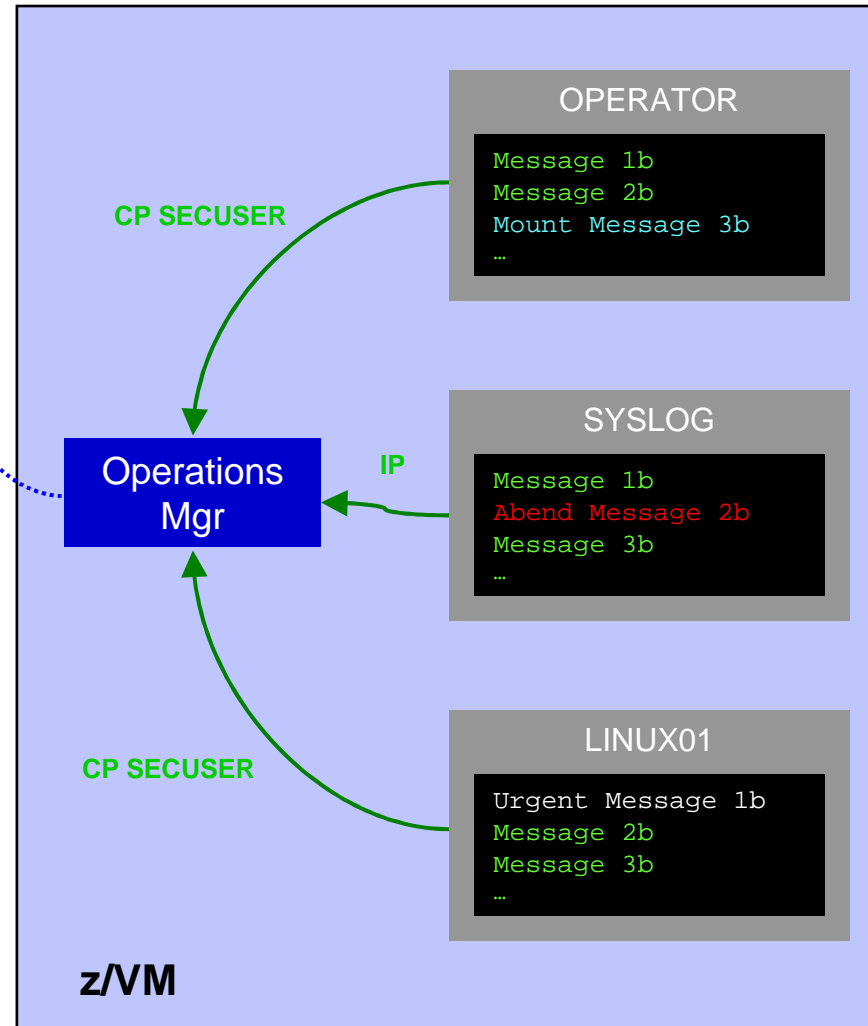 OPERATOR
Message 1b
Message 2b
Mount Message 3b
…
CP SECUSER
SYSLOG
Message 1b
Abend Message 2b
Message 3b
…
IP
Operations
Mgr
LINUX01
Urgent Message 1b
Message 2b
Message 3b
…
CP SECUSER
z/VM